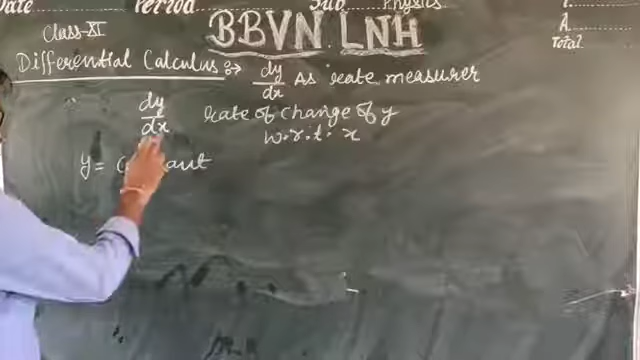 Date.......... Period............... Sub...Physics... T.........
Class-XI BBVN LNH A.........
Total
Differential Calculus :→ dy/dx As rate measurer
dy/dx rate of change of y
w.r.t. x
y =